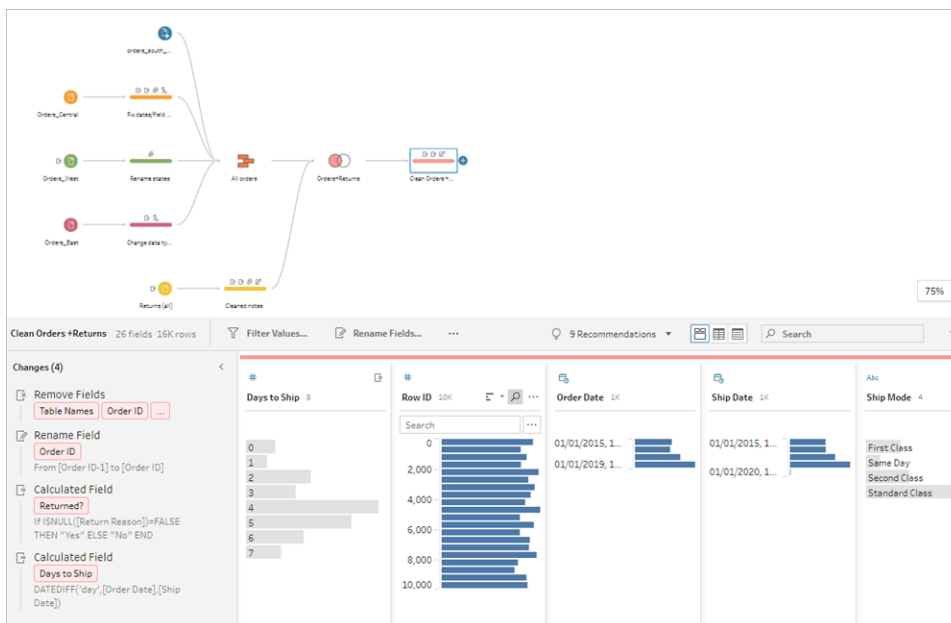 orders_south_...
Orders_Central
Fix dates/field ...
Orders_West
Rename states
All orders
Orders+Returns
Clean Orders +...
Orders_East
Change data ty...
Returns (all)
Cleaned notes
75%
Clean Orders +Returns 26 fields 16K rows
Filter Values...
Rename Fields...
...
9 Recommendations
Search
Changes (4)
Remove Fields
Table Names Order ID ...
Rename Field
Order ID
From [Order ID-1] to [Order ID]
Calculated Field
Returned?
If ISNULL([Return Reason])=FALSE
THEN "Yes" ELSE "No" END
Calculated Field
Days to Ship
DATEDIFF('day',[Order Date],[Ship
Date])
#
Days to Ship 8
0
1
2
3
4
5
6
7
#
Row ID 10K
...
Search
...
0
2,000
4,000
6,000
8,000
10,000
Order Date 1K
01/01/2015, 1...
01/01/2019, 1...
Ship Date 1K
01/01/2015, 1...
01/01/2020, 1...
Abc
Ship Mode 4
First Class
Same Day
Second Class
Standard Class